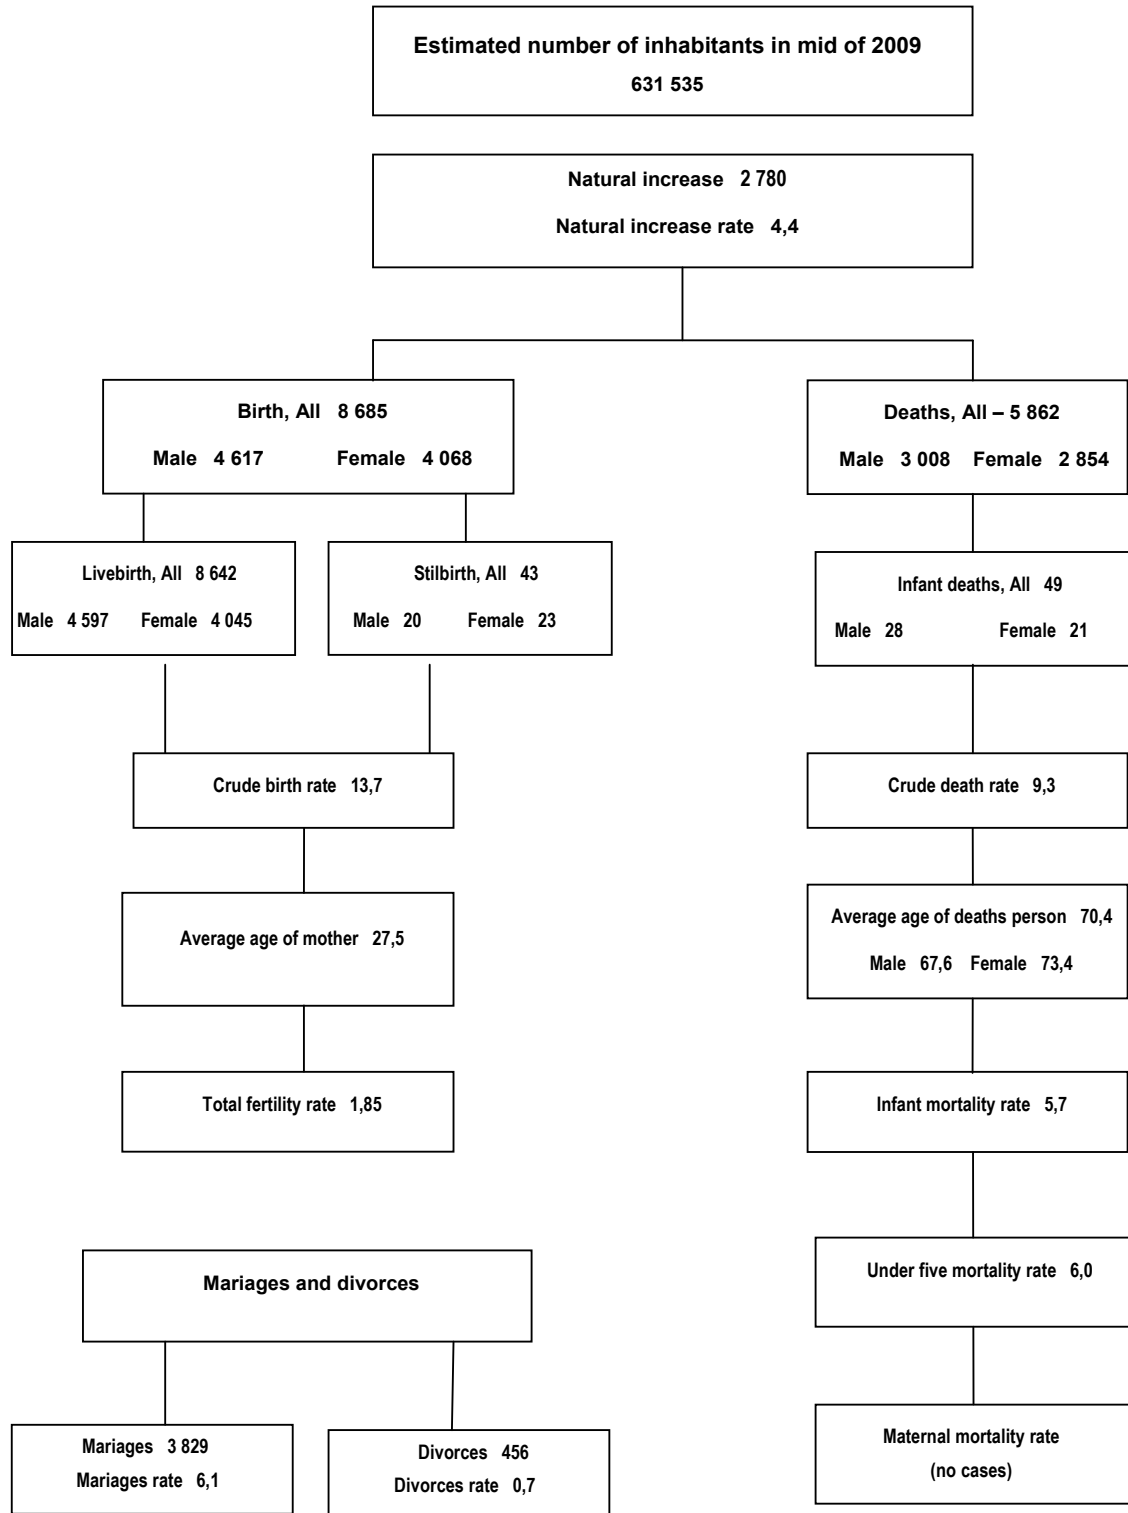 Estimated number of inhabitants in mid of 2009
631 535
Natural increase 2 780
Natural increase rate 4,4
Birth, All 8 685
Male 4 617 Female 4 068
Deaths, All – 5 862
Male 3 008 Female 2 854
Livebirth, All 8 642
Male 4 597 Female 4 045
Stilbirth, All 43
Male 20 Female 23
Infant deaths, All 49
Male 28 Female 21
Crude birth rate 13,7
Crude death rate 9,3
Average age of mother 27,5
Average age of deaths person 70,4
Male 67,6 Female 73,4
Total fertility rate 1,85
Infant mortality rate 5,7
Mariages and divorces
Under five mortality rate 6,0
Mariages 3 829
Mariages rate 6,1
Divorces 456
Divorces rate 0,7
Maternal mortality rate
(no cases)